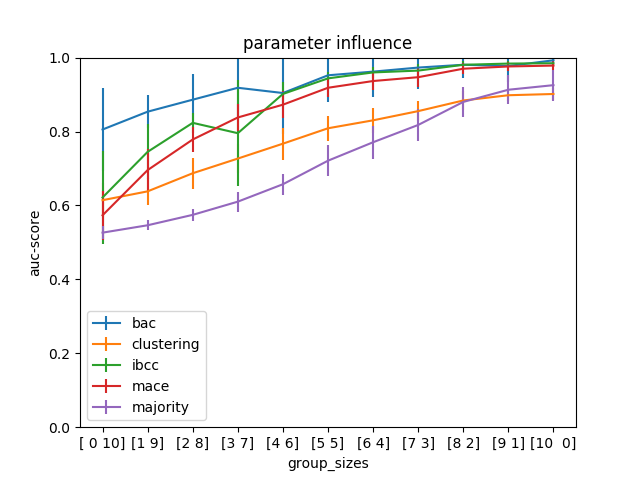 parameter influence
1.0
0.8
0.6
0.4
0.2
0.0
auc-score
bac
clustering
ibcc
mace
majority
[ 0 10] [1 9] [2 8] [3 7] [4 6] [5 5] [6 4] [7 3] [8 2] [9 1] [10  0]
group_sizes